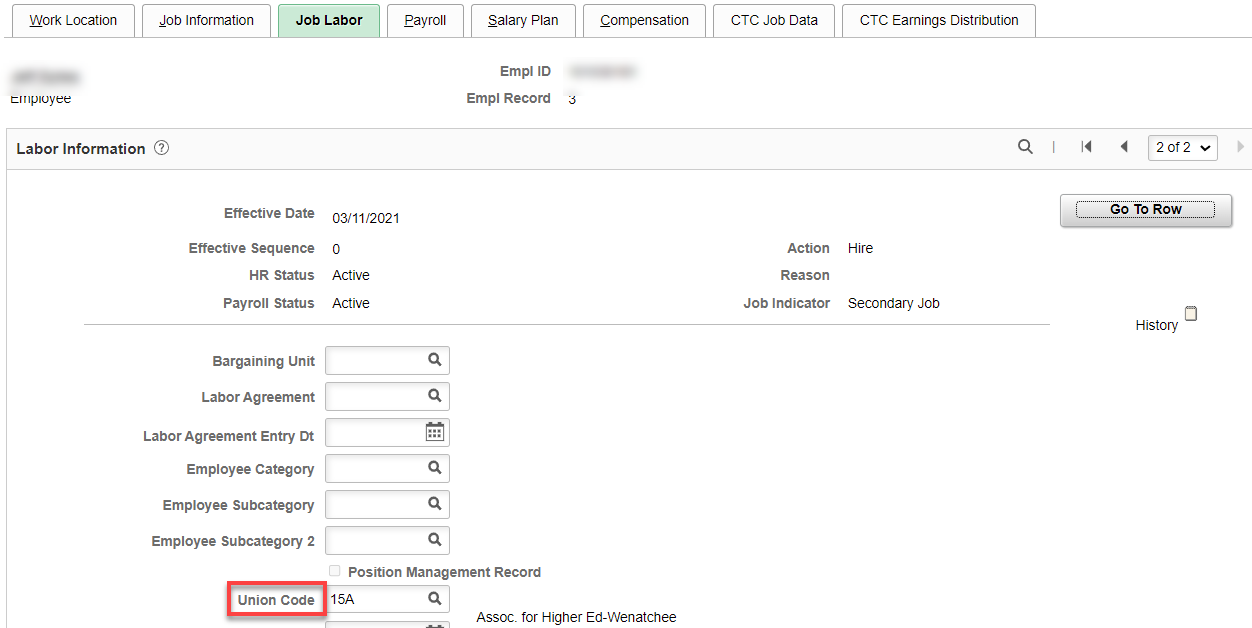 Work Location Job Information Job Labor Payroll Salary Plan Compensation CTC Job Data CTC Earnings Distribution
Empl ID
Employee Empl Record 3
Labor Information ? | 2 of 2
Effective Date 03/11/2021 Go To Row
Effective Sequence 0 Action Hire
HR Status Active Reason
Payroll Status Active Job Indicator Secondary Job
History
Bargaining Unit
Labor Agreement
Labor Agreement Entry Dt
Employee Category
Employee Subcategory
Employee Subcategory 2
Position Management Record
Union Code 15A
Assoc. for Higher Ed-Wenatchee